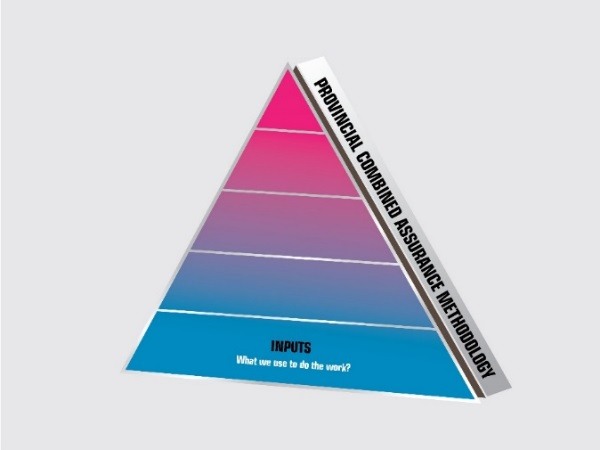 PROVINCIAL COMBINED ASSURANCE METHODOLOGY
INPUTS
What we use to do the work?